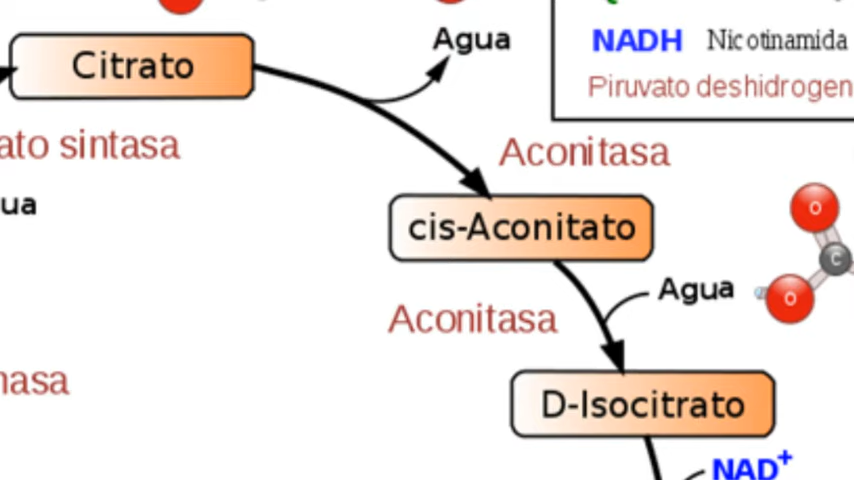 Agua
NADH Nicotinamida
Citrato
Piruvato deshidrogen
ato sintasa
Aconitasa
ua
cis-Aconitato
O
C
Agua
O
Aconitasa
nasa
D-Isocitrato
NAD+